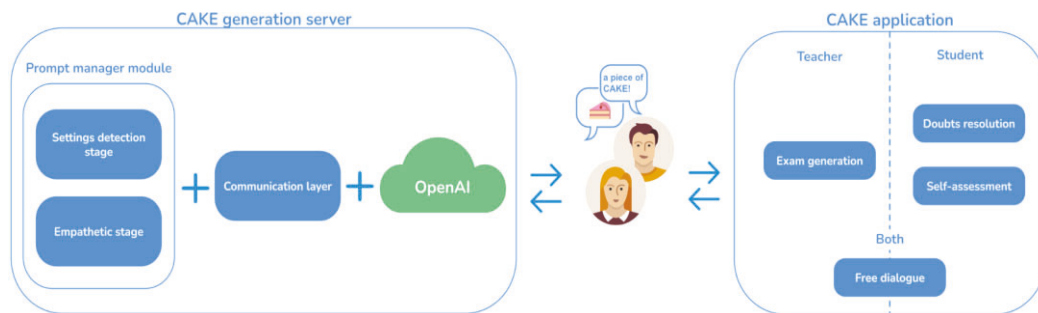 CAKE generation server
Prompt manager module
Settings detection
stage
Empathetic stage
Communication layer
OpenAI
a piece of
CAKE!
CAKE application
Teacher
Student
Exam generation
Doubts resolution
Self-assessment
Both
Free dialogue